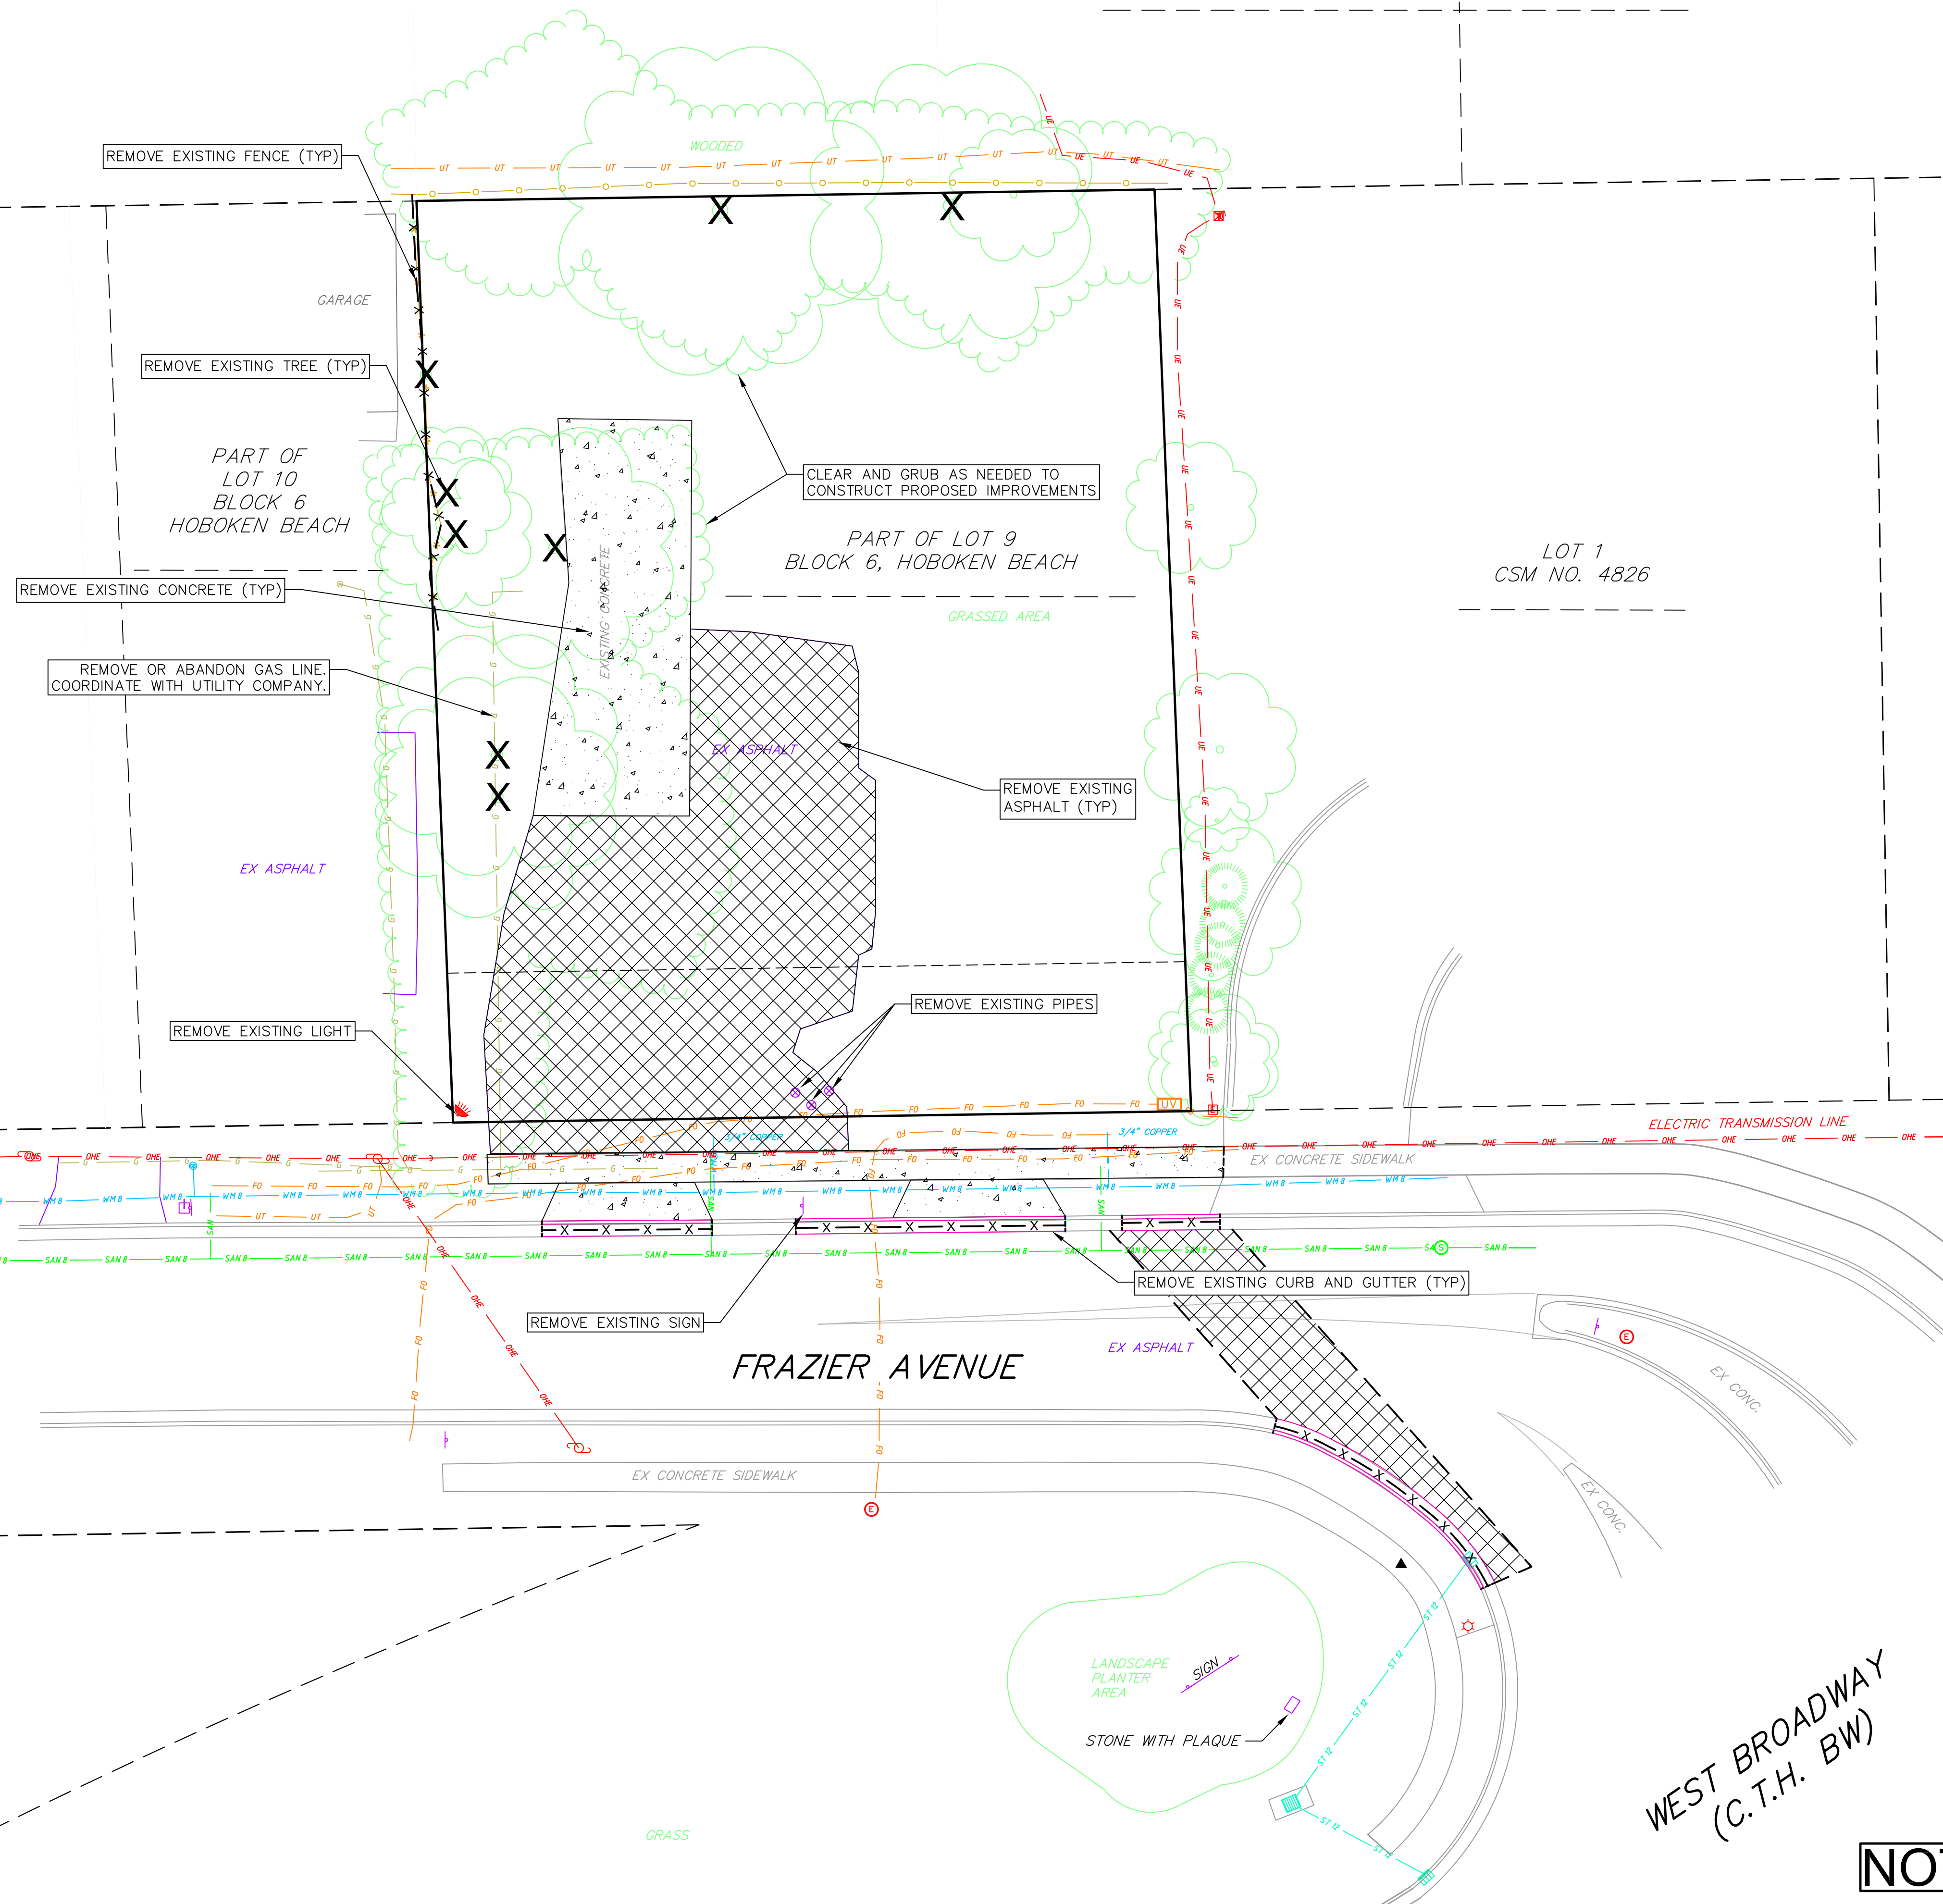 WOODED
REMOVE EXISTING FENCE (TYP)
GARAGE
REMOVE EXISTING TREE (TYP)
PART OF
LOT 10
BLOCK 6
HOBOKEN BEACH
CLEAR AND GRUB AS NEEDED TO
CONSTRUCT PROPOSED IMPROVEMENTS
PART OF LOT 9
BLOCK 6, HOBOKEN BEACH
LOT 1
CSM NO. 4826
REMOVE EXISTING CONCRETE (TYP)
EXISTING CONCRETE
GRASSED AREA
REMOVE OR ABANDON GAS LINE.
COORDINATE WITH UTILITY COMPANY.
EX ASPHALT
REMOVE EXISTING
ASPHALT (TYP)
EX ASPHALT
REMOVE EXISTING PIPES
REMOVE EXISTING LIGHT
UV
ELECTRIC TRANSMISSION LINE
3/4" COPPER
3/4" COPPER
EX CONCRETE SIDEWALK
REMOVE EXISTING CURB AND GUTTER (TYP)
REMOVE EXISTING SIGN
FRAZIER AVENUE
EX ASPHALT
EX CONC.
EX CONCRETE SIDEWALK
EX CONC.
LANDSCAPE
PLANTER
AREA
SIGN
STONE WITH PLAQUE
WEST BROADWAY
(C.T.H. BW)
GRASS